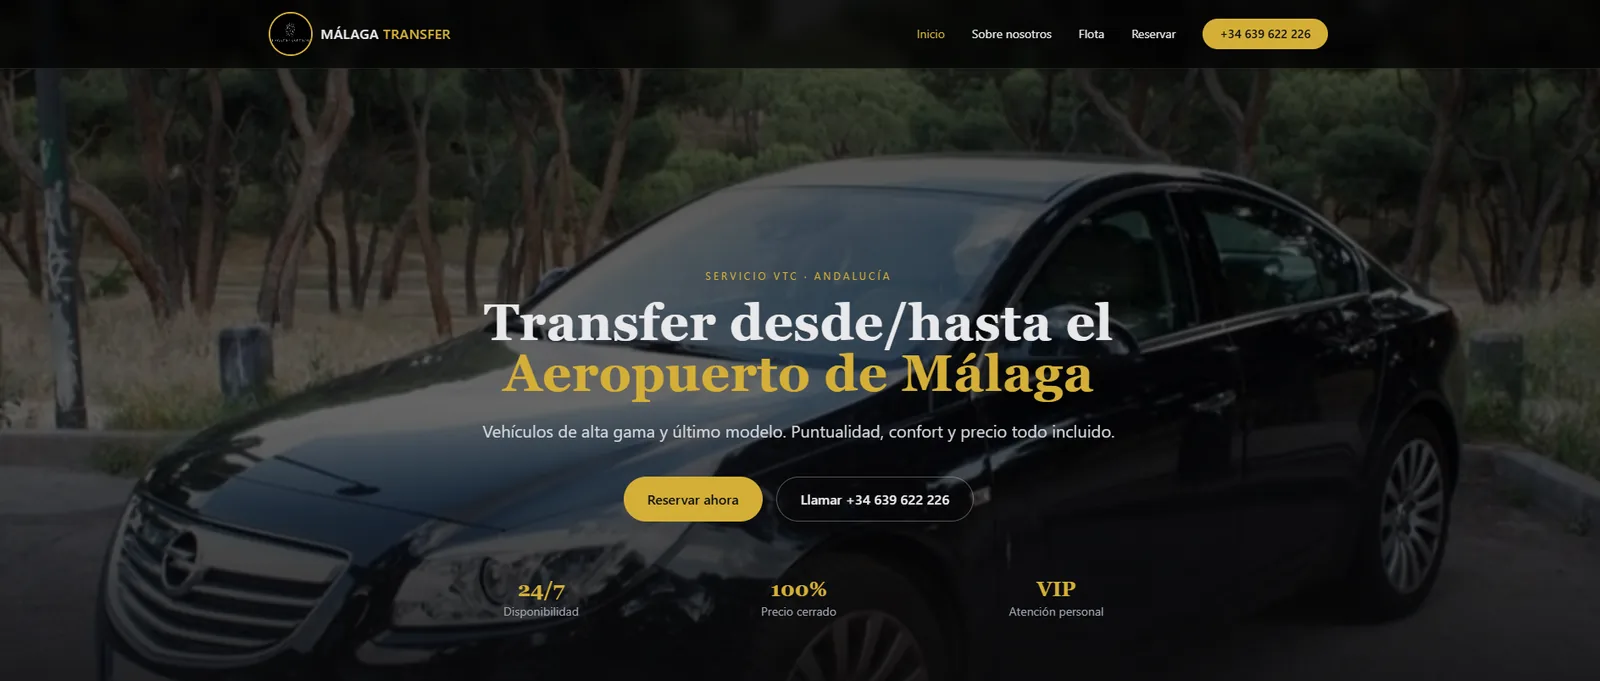 MÁLAGA TRANSFER
Inicio
Sobre nosotros
Flota
Reservar
+34 639 622 226
SERVICIO VTC · ANDALUCÍA
Transfer desde/hasta el
Aeropuerto de Málaga
Vehículos de alta gama y último modelo. Puntualidad, confort y precio todo incluido.
Reservar ahora
Llamar +34 639 622 226
24/7
Disponibilidad
100%
Precio cerrado
VIP
Atención personal